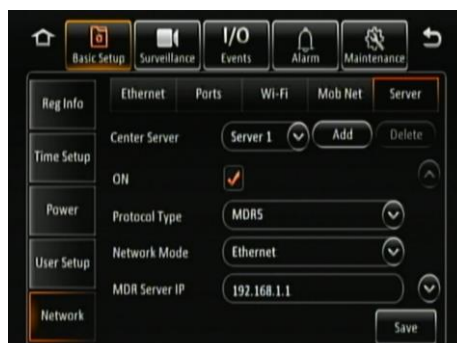 Basic Setup
Surveillance
I/O
Events
Alarm
Maintenance
Reg Info
Time Setup
Power
User Setup
Network
Ethernet Ports Wi-Fi Mob Net Server
Center Server Server 1 Add Delete
ON
Protocol Type MDR5
Network Mode Ethernet
MDR Server IP 192.168.1.1
Save